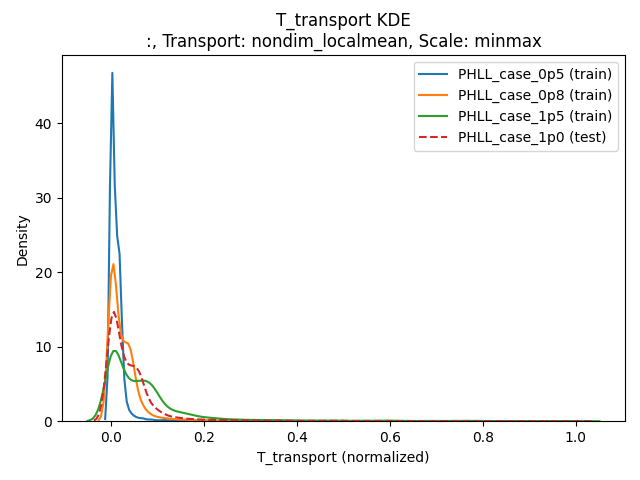 T_transport KDE
:, Transport: nondim_localmean, Scale: minmax
PHLL_case_0p5 (train)
PHLL_case_0p8 (train)
PHLL_case_1p5 (train)
PHLL_case_1p0 (test)
Density
40
30
20
10
0
0.0 0.2 0.4 0.6 0.8 1.0
T_transport (normalized)